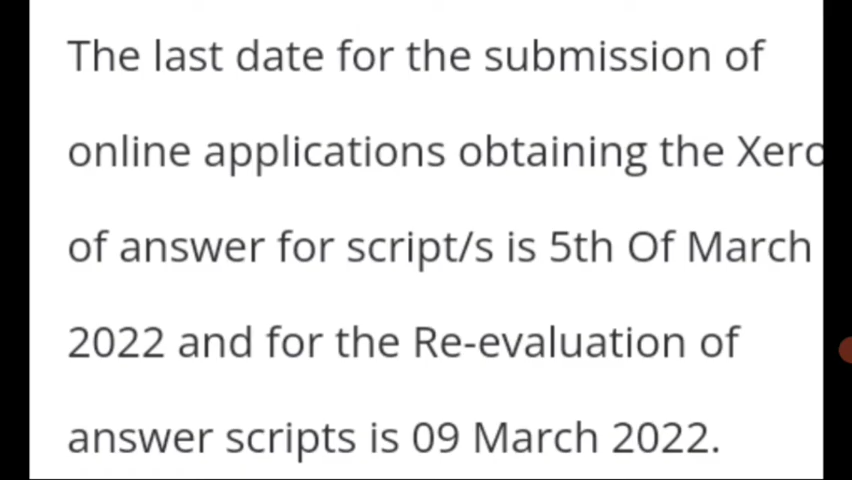 The last date for the submission of
online applications obtaining the Xero
of answer for script/s is 5th Of March
2022 and for the Re-evaluation of
answer scripts is 09 March 2022.